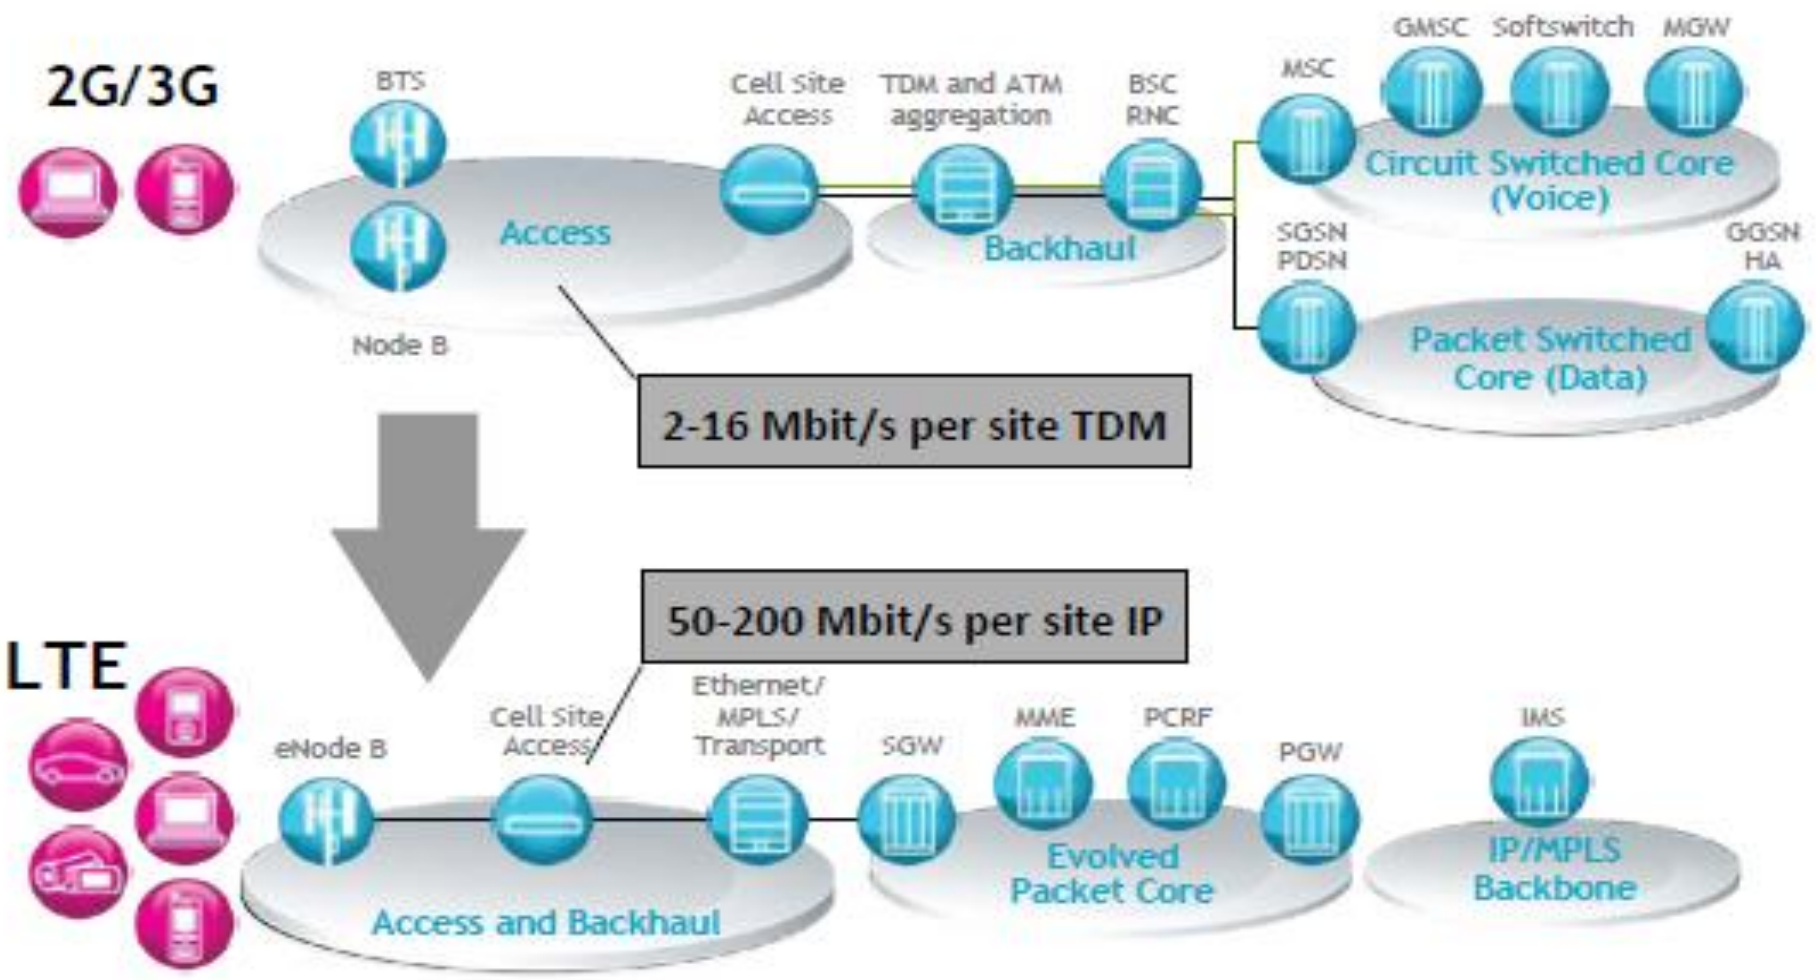 2G/3G
BTS
Cell Site
Access
TDM and ATM
aggregation
BSC
RNC
MSC
GMSC
Softswitch
MGW
Circuit Switched Core
(Voice)
Access
Backhaul
Node B
SGSN
PDSN
GGSN
HA
Packet Switched
Core (Data)
2-16 Mbit/s per site TDM
50-200 Mbit/s per site IP
LTE
eNode B
Cell Site
Access
Ethernet/
MPLS/
Transport
SGW
MME
PCRF
PGW
IMS
Access and Backhaul
Evolved
Packet Core
IP/MPLS
Backbone